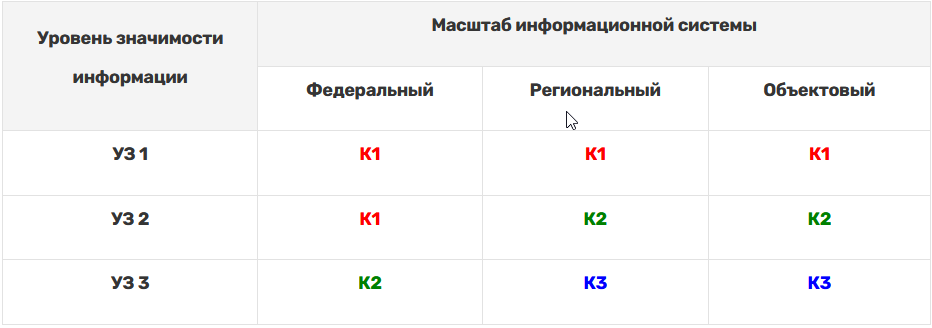 Уровень значимости
информации
Масштаб информационной системы
Федеральный Региональный Объектовый
УЗ 1 К1 К1 К1
УЗ 2 К1 К2 К2
УЗ 3 К2 К3 К3